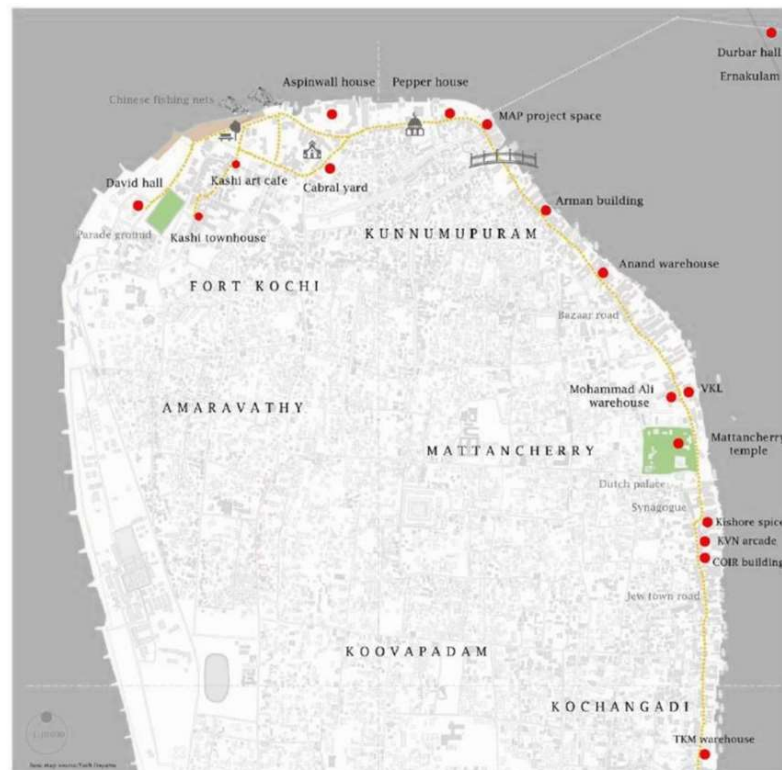 Durbar hall
Ernakulam
Aspinwall house
Pepper house
Chinese fishing nets
MAP project space
David hall
Kashi art cafe
Cabral yard
Arman building
Parade ground
Kashi townhouse
KUNNUMUPURAM
FORT KOCHI
Anand warehouse
Bazaar road
Mohammad Ali
warehouse
VKL
AMARAVATHY
MATTANCHERRY
Mattancherry
temple
Dutch palace
Synagogue
Kishore spice
KVN arcade
COIR building
Jew town road
KOOVAPADAM
KOCHANGADI
TKM warehouse